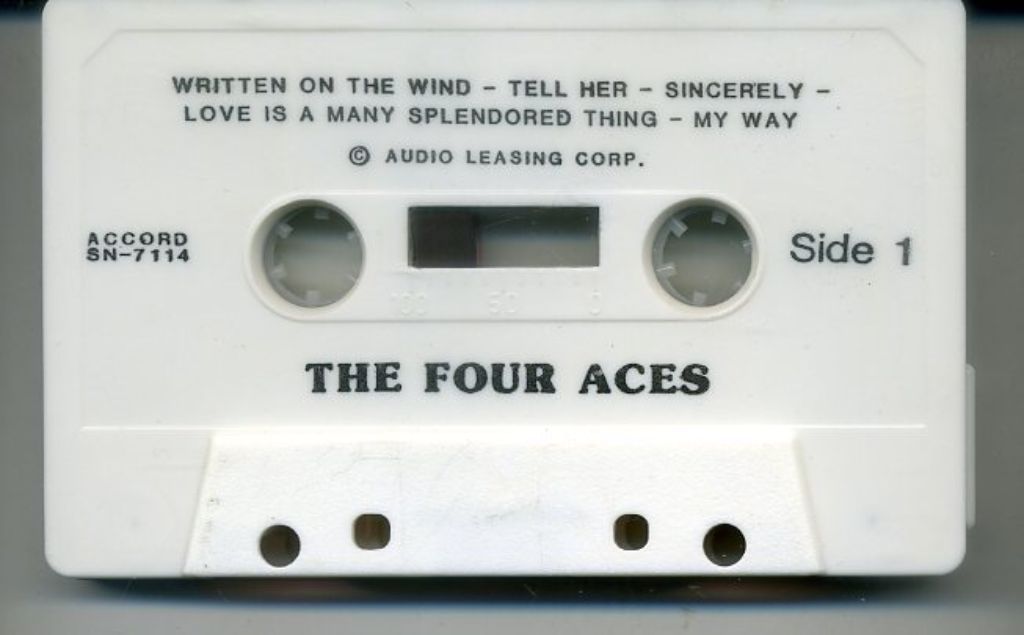 WRITTEN ON THE WIND – TELL HER – SINCERELY –
LOVE IS A MANY SPLENDORED THING – MY WAY
© AUDIO LEASING CORP.
ACCORD
SN-7114
Side 1
100 50 0
THE FOUR ACES